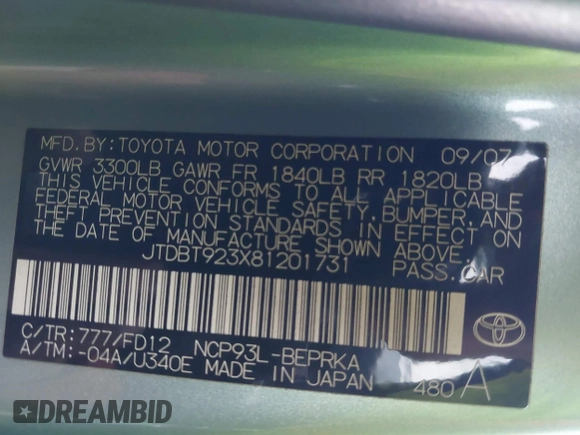 MFD.BY:TOYOTA MOTOR CORPORATION 09/07
GVWR 3300LB GAWR FR 1840LB RR 1820LB
THIS VEHICLE CONFORMS TO ALL APPLICABLE
FEDERAL MOTOR VEHICLE SAFETY, BUMPER, AND
THEFT PREVENTION STANDARDS IN EFFECT ON
THE DATE OF MANUFACTURE SHOWN ABOVE.
JTDBT923X81201731 PASS.CAR
C/TR:777/FD12 NCP93L-BEPRKA
A/TM:-04A/U340E MADE IN JAPAN 480 A
TOYOTA
DREAMBID